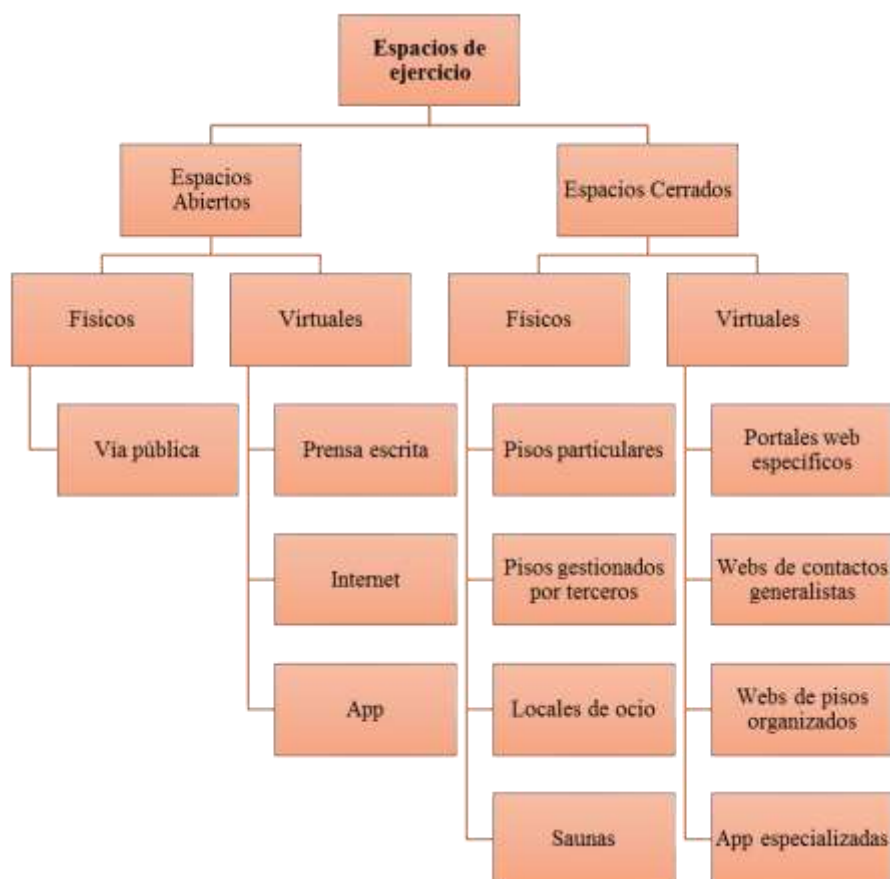 Espacios de
ejercicio
Espacios
Abiertos
Espacios Cerrados
Físicos
Virtuales
Físicos
Virtuales
Vía pública
Prensa escrita
Pisos particulares
Portales web
específicos
Internet
Pisos gestionados
por terceros
Webs de contactos
generalistas
App
Locales de ocio
Webs de pisos
organizados
Saunas
App especializadas